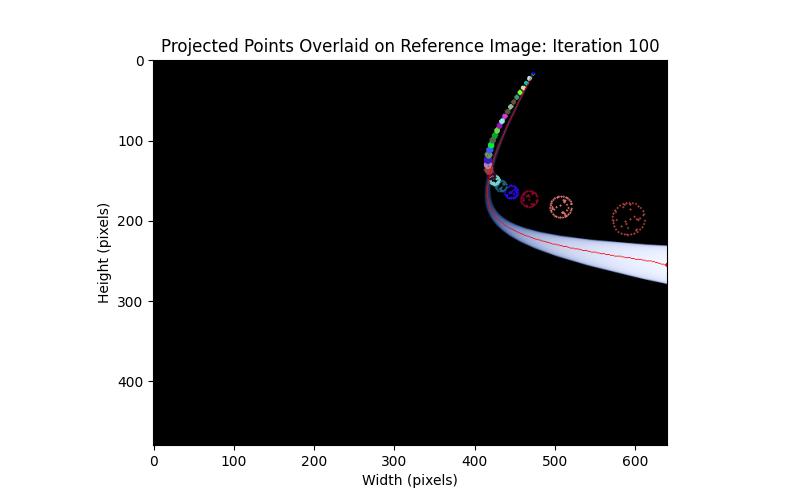 Projected Points Overlaid on Reference Image: Iteration 100
0
100
200
300
400
Height (pixels)
0 100 200 300 400 500 600
Width (pixels)